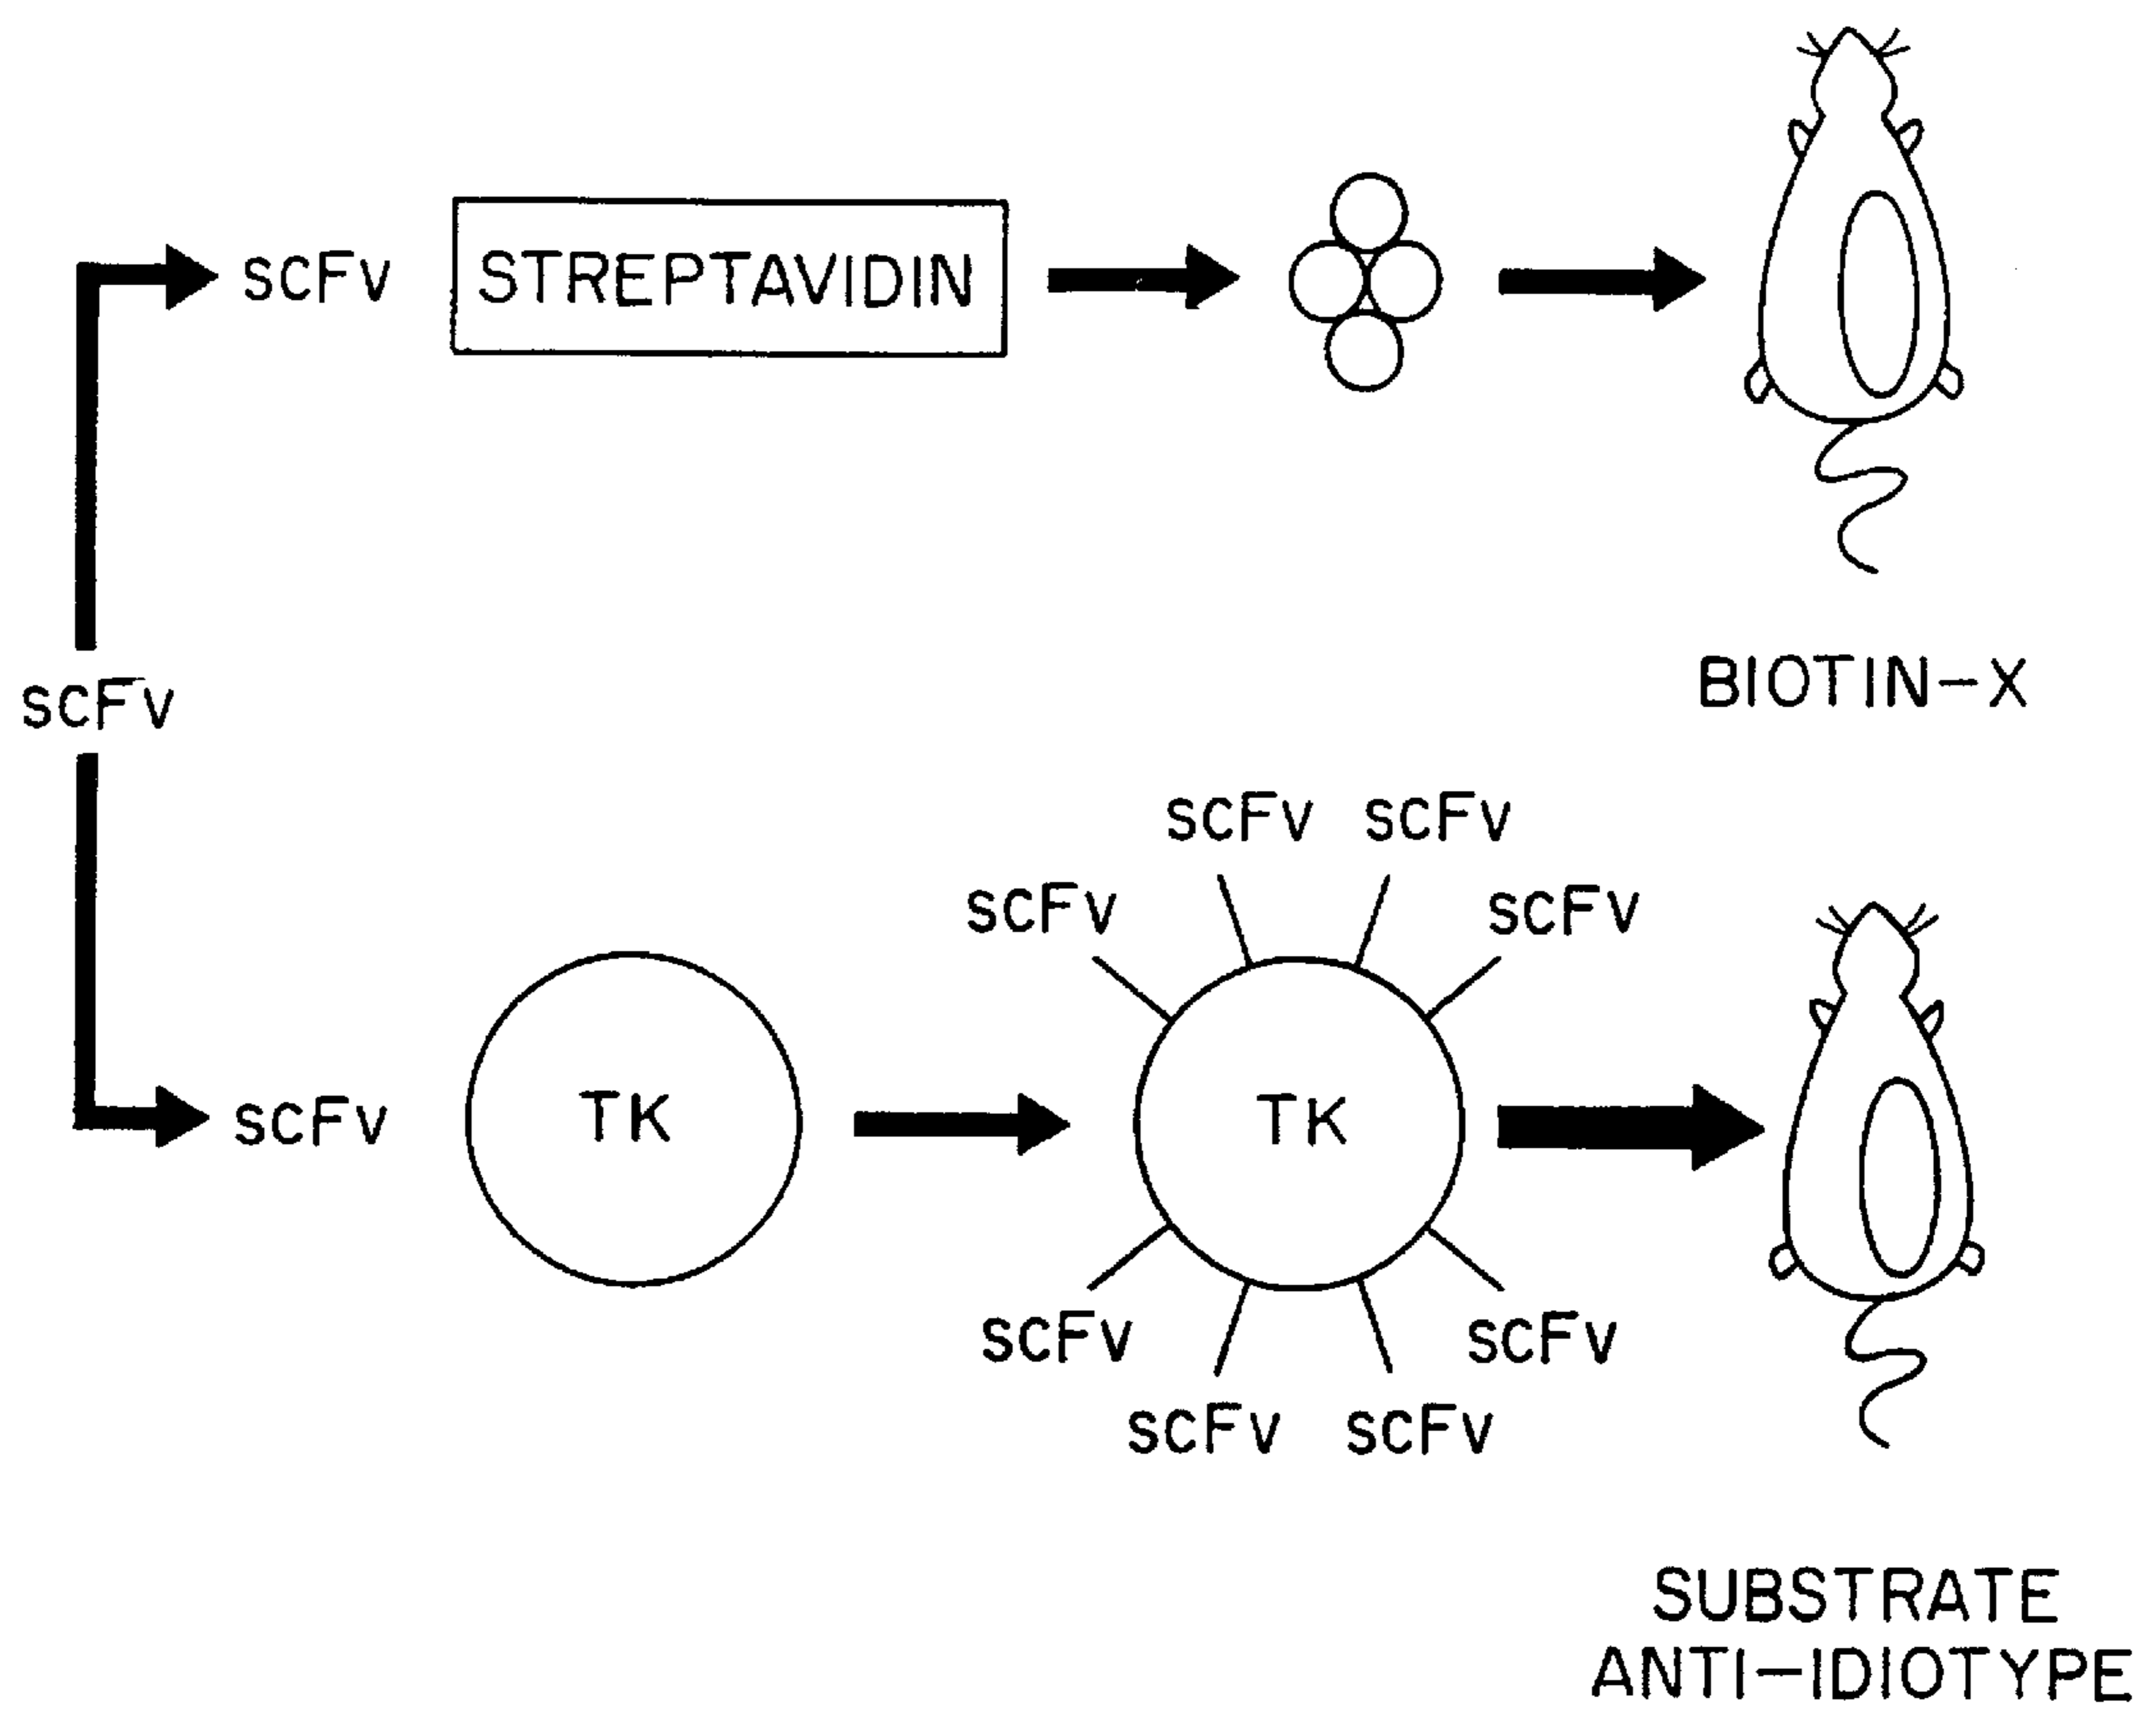 SCFV STREPTAVIDIN
SCFV
BIOTIN-X
SCFV SCFV
SCFV SCFV
SCFV TK TK
SCFV SCFV
SCFV SCFV
SUBSTRATE
ANTI-IDIOTYPE